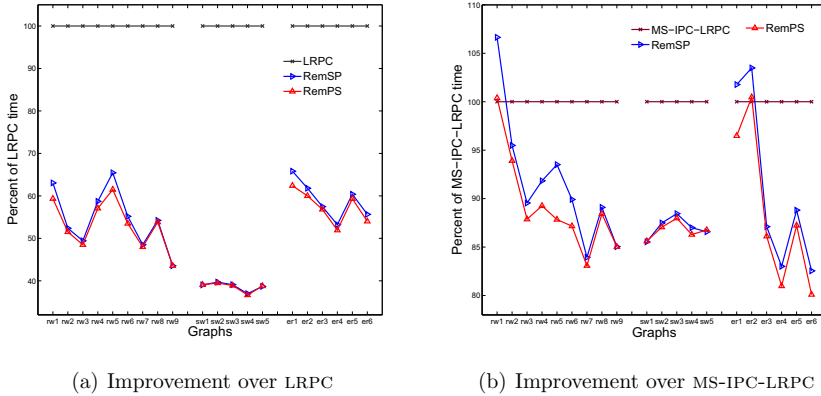 100
90
80
70
60
50
40
Percent of LRPC time
LRPC
RemSP
RemPS
rw1 rw2 rw3 rw4 rw5 rw6 rw7 rw8 rw9 sw1 sw2 sw3 sw4 sw5 er1 er2 er3 er4 er5 er6
Graphs
(a) Improvement over LRPC
110
105
100
95
90
85
80
Percent of MS−IPC−LRPC time
MS−IPC−LRPC
RemSP
RemPS
rw1 rw2 rw3 rw4 rw5 rw6 rw7 rw8 rw9 sw1 sw2 sw3 sw4 sw5 er1 er2 er3 er4 er5 er6
Graphs
(b) Improvement over MS-IPC-LRPC